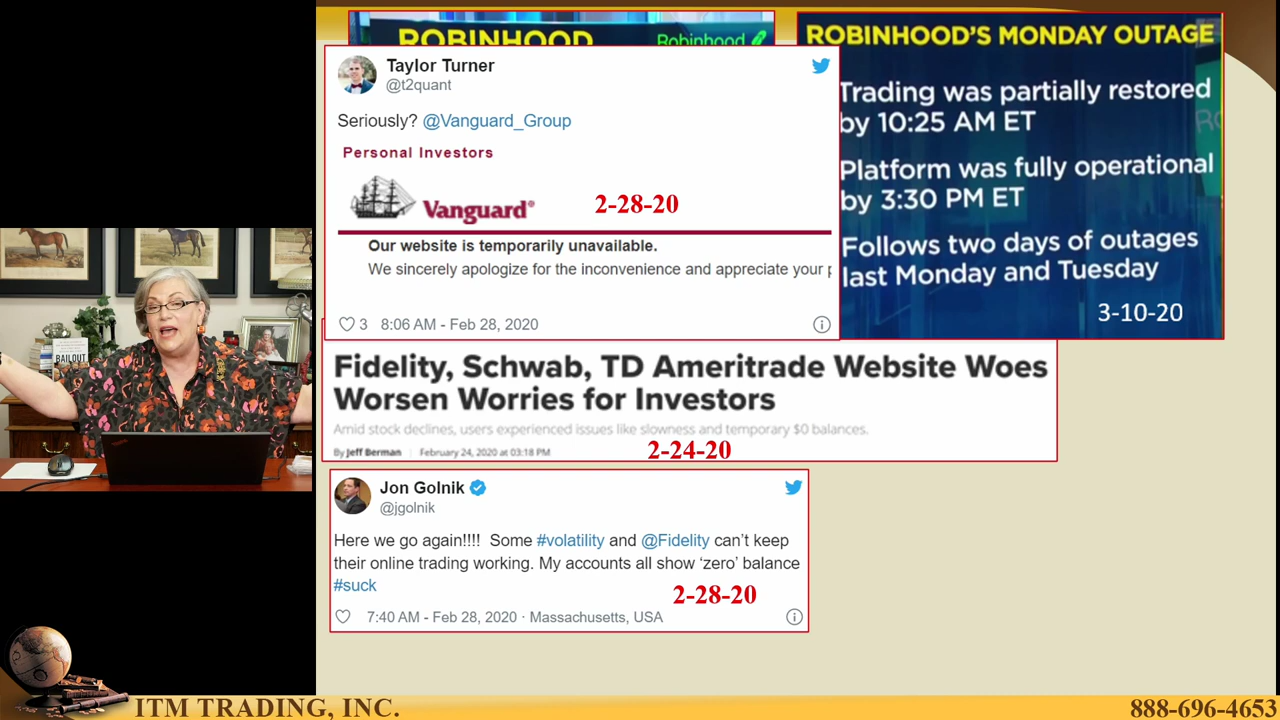 ROBINHOOD
Robinhood
Taylor Turner
@t2quant
Seriously? @Vanguard_Group
Personal Investors
Vanguard®
2-28-20
Our website is temporarily unavailable.
We sincerely apologize for the inconvenience and appreciate your
3 8:06 AM - Feb 28, 2020
ROBINHOOD'S MONDAY OUTAGE
Trading was partially restored
by 10:25 AM ET
Platform was fully operational
by 3:30 PM ET
Follows two days of outages
last Monday and Tuesday
3-10-20
Fidelity, Schwab, TD Ameritrade Website Woes
Worsen Worries for Investors
Amid stock declines, users experienced issues like slowness and temporary $0 balances.
By Jeff Berman | February 24, 2020 at 03:18 PM
2-24-20
Jon Golnik
@jgolnik
Here we go again!!!! Some #volatility and @Fidelity can't keep
their online trading working. My accounts all show 'zero' balance
#suck
2-28-20
7:40 AM - Feb 28, 2020 · Massachusetts, USA
BAILOUT
ITM TRADING, INC.
888-696-4653